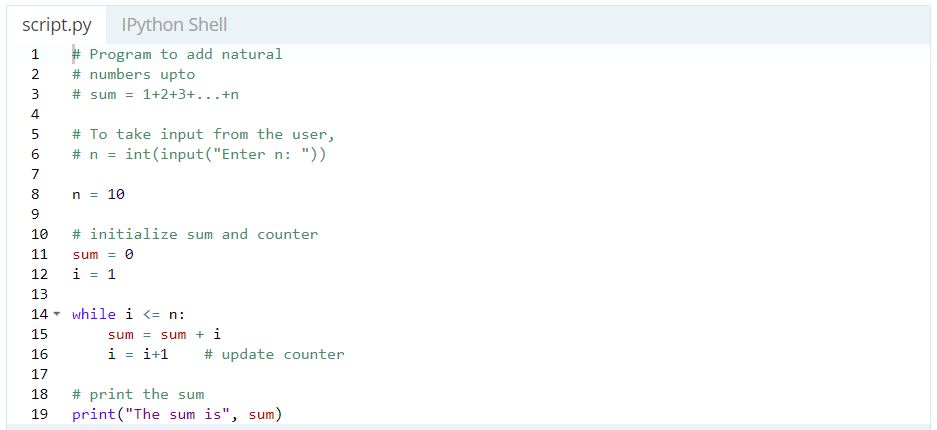 script.py IPython Shell
1 # Program to add natural
2 # numbers upto
3 # sum = 1+2+3+...+n
4
5 # To take input from the user,
6 # n = int(input("Enter n: "))
7
8 n = 10
9
10 # initialize sum and counter
11 sum = 0
12 i = 1
13
14 while i <= n:
15     sum = sum + i
16     i = i+1    # update counter
17
18 # print the sum
19 print("The sum is", sum)